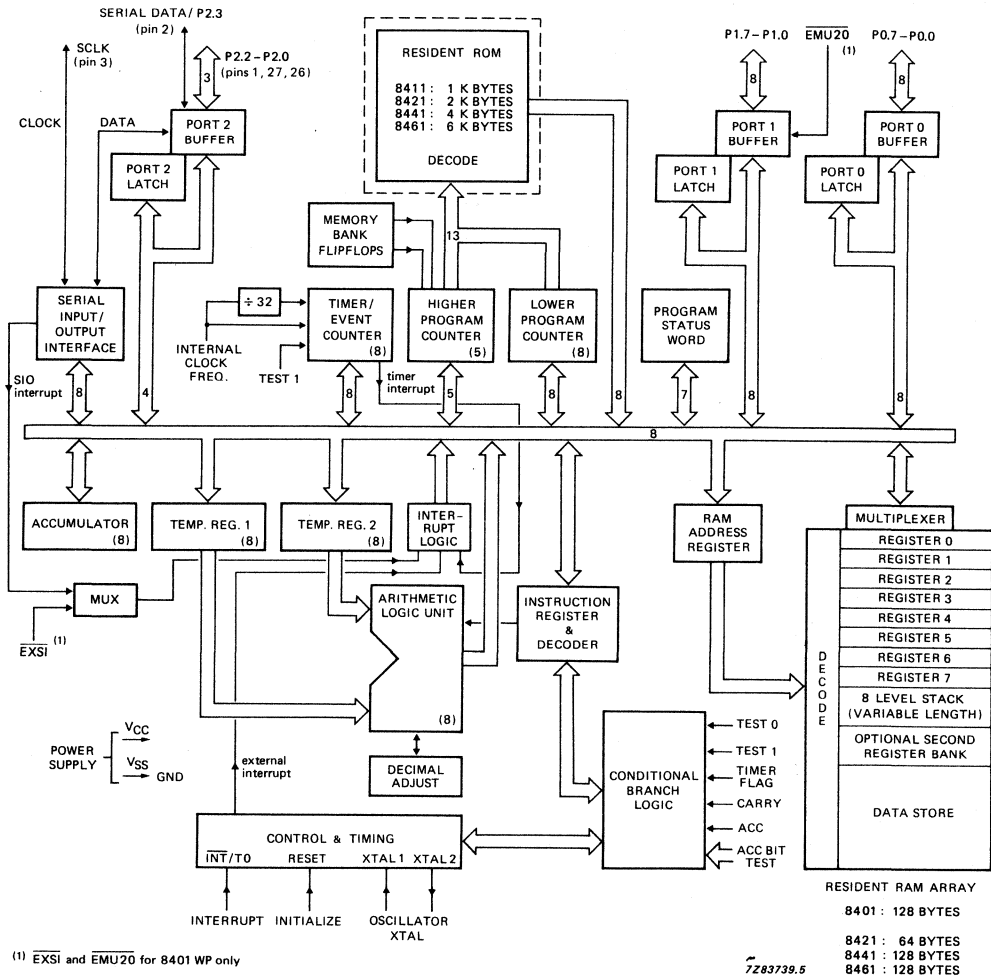 SERIAL DATA/P2.3
(pin 2)
SCLK
(pin 3)
P2.2–P2.0
(pins 1, 27, 26)
3
CLOCK
DATA
PORT 2
BUFFER
PORT 2
LATCH
RESIDENT ROM
8411 : 1 K BYTES
8421 : 2 K BYTES
8441 : 4 K BYTES
8461 : 6 K BYTES
DECODE
P1.7–P1.0
EMU20
(1)
P0.7–P0.0
8
8
PORT 1
BUFFER
PORT 0
BUFFER
PORT 1
LATCH
PORT 0
LATCH
MEMORY
BANK
FLIPFLOPS
13
÷ 32
SERIAL
INPUT/
OUTPUT
INTERFACE
TIMER/
EVENT
COUNTER
(8)
HIGHER
PROGRAM
COUNTER
(5)
LOWER
PROGRAM
COUNTER
(8)
PROGRAM
STATUS
WORD
INTERNAL
CLOCK
FREQ.
TEST 1
timer
interrupt
SIO
interrupt
8
4
8
5
8
8
7
8
8
8
ACCUMULATOR
(8)
TEMP. REG. 1
(8)
TEMP. REG. 2
(8)
INTER-
RUPT
LOGIC
RAM
ADDRESS
REGISTER
MULTIPLEXER
REGISTER 0
REGISTER 1
REGISTER 2
REGISTER 3
REGISTER 4
REGISTER 5
REGISTER 6
REGISTER 7
8 LEVEL STACK
(VARIABLE LENGTH)
OPTIONAL SECOND
REGISTER BANK
DATA STORE
DECODE
MUX
EXSI (1)
ARITHMETIC
LOGIC UNIT
(8)
INSTRUCTION
REGISTER
&
DECODER
POWER
SUPPLY
VCC
VSS
GND
external
interrupt
DECIMAL
ADJUST
CONDITIONAL
BRANCH
LOGIC
TEST 0
TEST 1
TIMER
FLAG
CARRY
ACC
ACC BIT
TEST
CONTROL & TIMING
INT/T0 RESET XTAL 1 XTAL 2
INTERRUPT INITIALIZE OSCILLATOR
XTAL
RESIDENT RAM ARRAY
8401 : 128 BYTES
8421 : 64 BYTES
8441 : 128 BYTES
8461 : 128 BYTES
(1) EXSI and EMU20 for 8401 WP only
7Z83739.5